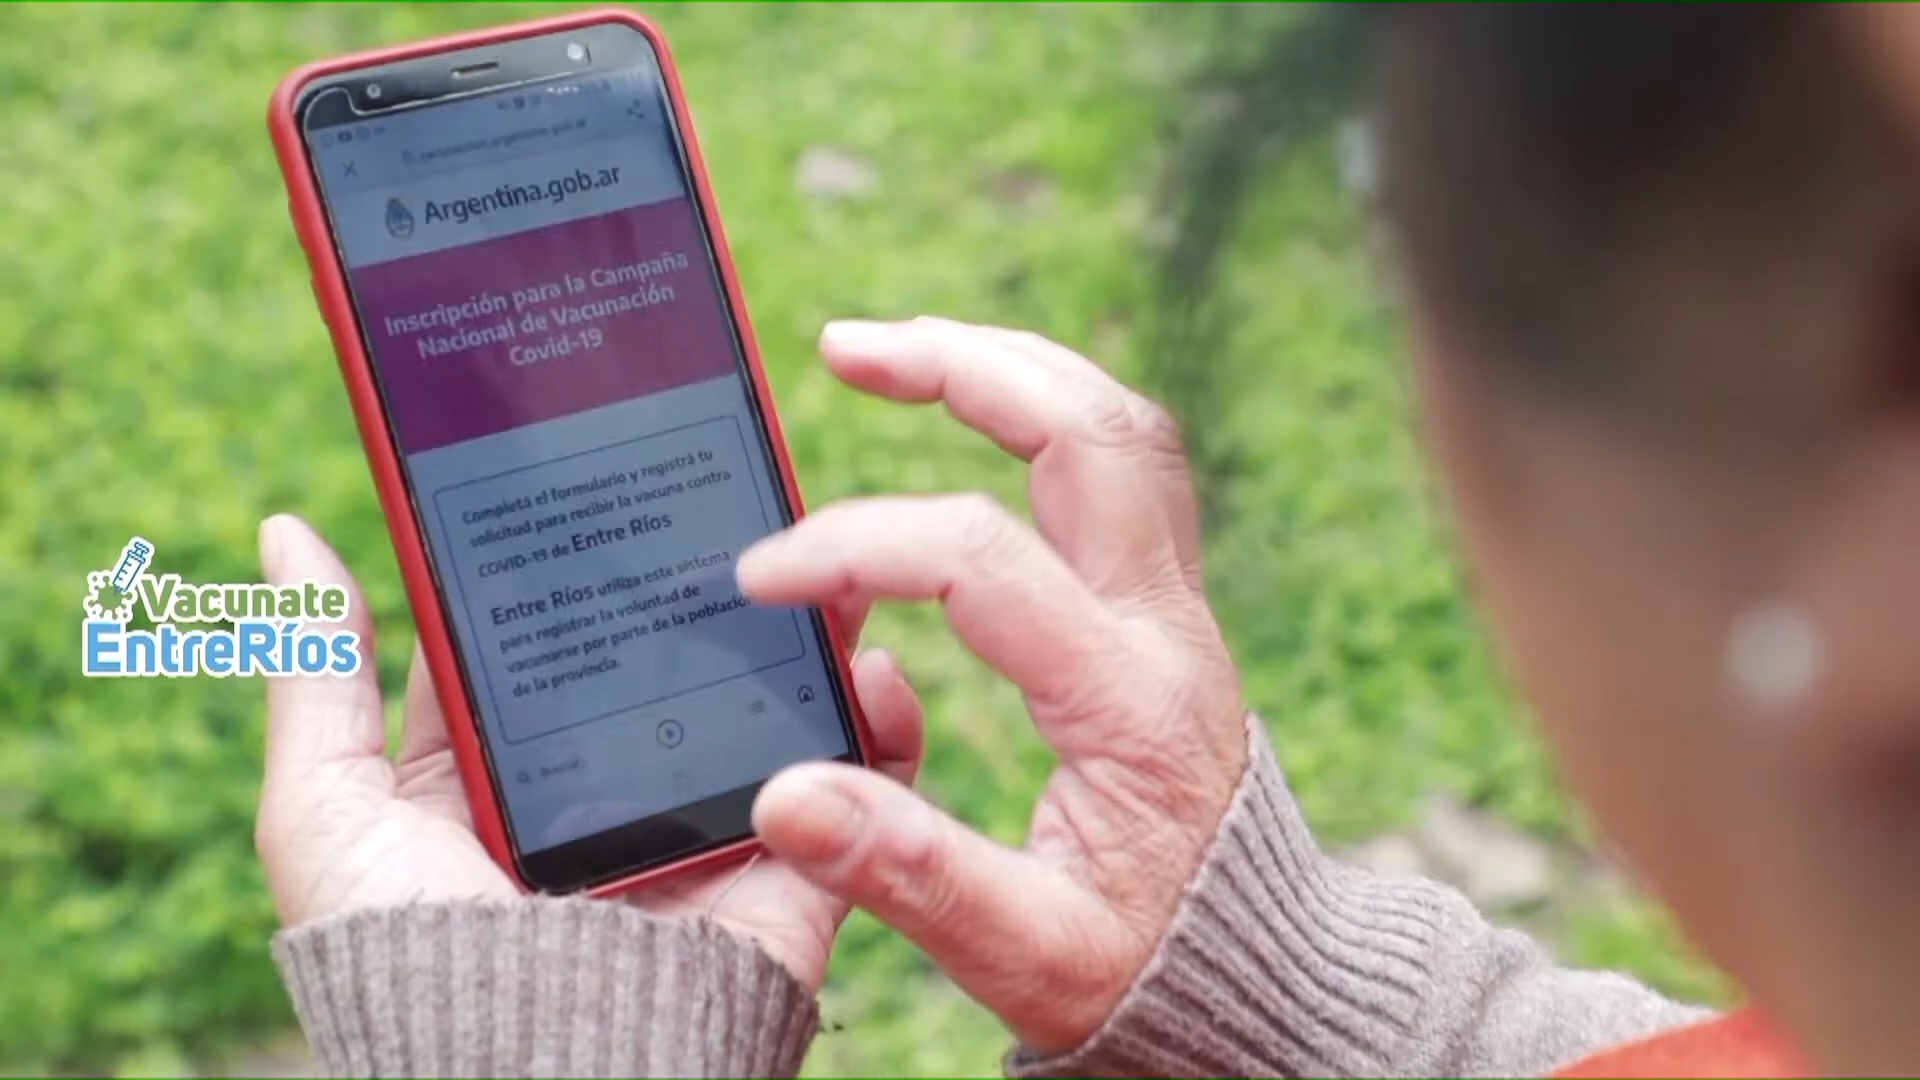 Argentina.gob.ar
Inscripción para la Campaña
Nacional de Vacunación
Covid-19
Completá el formulario y registrá tu
solicitud para recibir la vacuna contra
COVID-19 de Entre Ríos
Entre Ríos utiliza este sistema
para registrar la voluntad de
vacunarse por parte de la población
de la provincia.
Buscar
Vacunate
EntreRíos